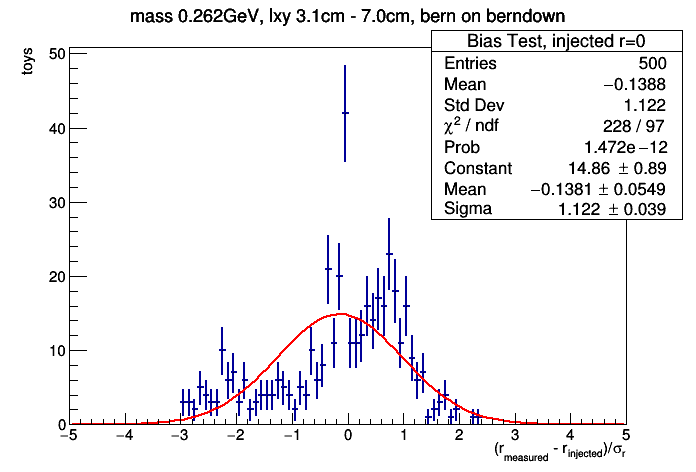 mass 0.262GeV, lxy 3.1cm - 7.0cm, bern on berndown
Bias Test, injected r=0
Entries 500
Mean −0.1388
Std Dev 1.122
χ² / ndf 228 / 97
Prob 1.472e−12
Constant 14.86 ± 0.89
Mean −0.1381 ± 0.0549
Sigma 1.122 ± 0.039
toys
50
40
30
20
10
0
−5 −4 −3 −2 −1 0 1 2 3 4 5
(r_measured - r_injected)/σ_r